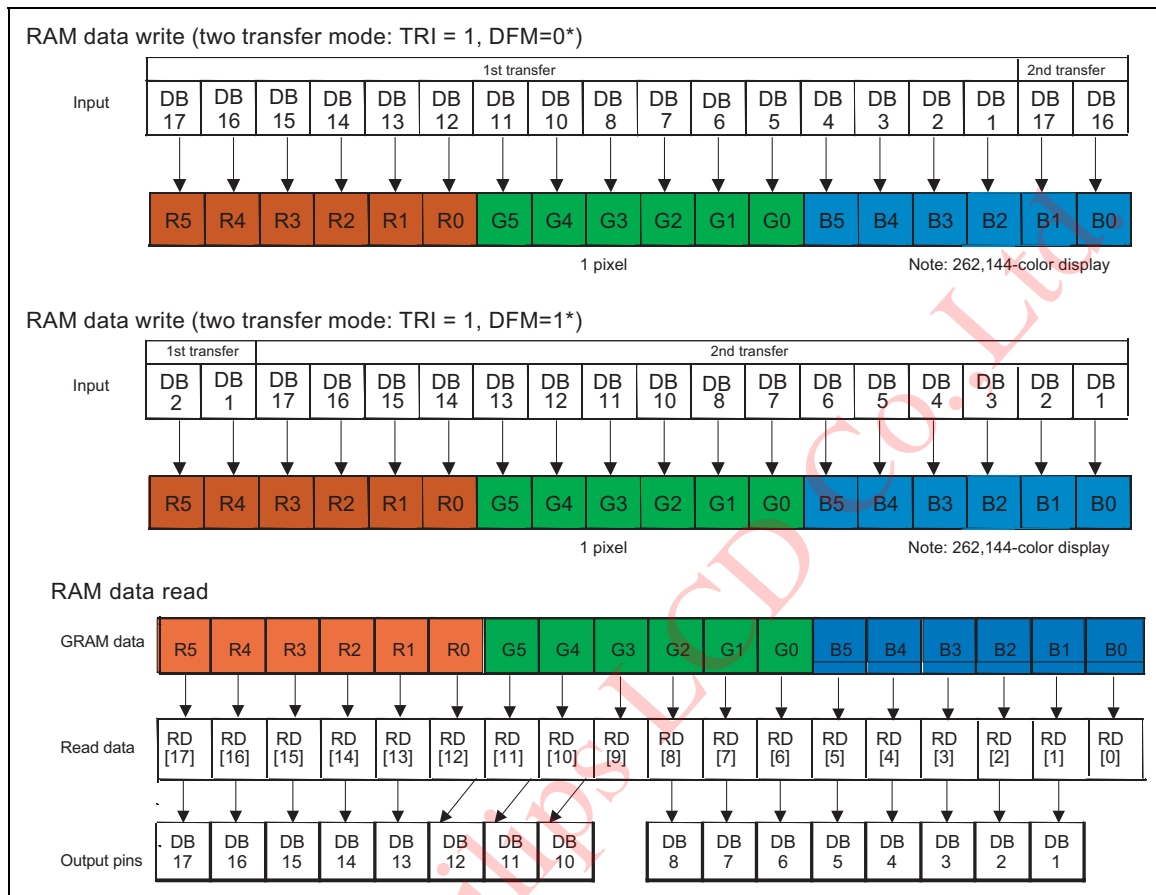 RAM data write (two transfer mode: TRI = 1, DFM=0*)
1st transfer 2nd transfer
Input DB 17 DB 16 DB 15 DB 14 DB 13 DB 12 DB 11 DB 10 DB 8 DB 7 DB 6 DB 5 DB 4 DB 3 DB 2 DB 1 DB 17 DB 16
R5 R4 R3 R2 R1 R0 G5 G4 G3 G2 G1 G0 B5 B4 B3 B2 B1 B0
1 pixel Note: 262,144-color display
RAM data write (two transfer mode: TRI = 1, DFM=1*)
1st transfer 2nd transfer
Input DB 2 DB 1 DB 17 DB 16 DB 15 DB 14 DB 13 DB 12 DB 11 DB 10 DB 8 DB 7 DB 6 DB 5 DB 4 DB 3 DB 2 DB 1
R5 R4 R3 R2 R1 R0 G5 G4 G3 G2 G1 G0 B5 B4 B3 B2 B1 B0
1 pixel Note: 262,144-color display
RAM data read
GRAM data R5 R4 R3 R2 R1 R0 G5 G4 G3 G2 G1 G0 B5 B4 B3 B2 B1 B0
Read data RD [17] RD [16] RD [15] RD [14] RD [13] RD [12] RD [11] RD [10] RD [9] RD [8] RD [7] RD [6] RD [5] RD [4] RD [3] RD [2] RD [1] RD [0]
Output pins DB 17 DB 16 DB 15 DB 14 DB 13 DB 12 DB 11 DB 10 DB 8 DB 7 DB 6 DB 5 DB 4 DB 3 DB 2 DB 1
LCD Co., Ltd.